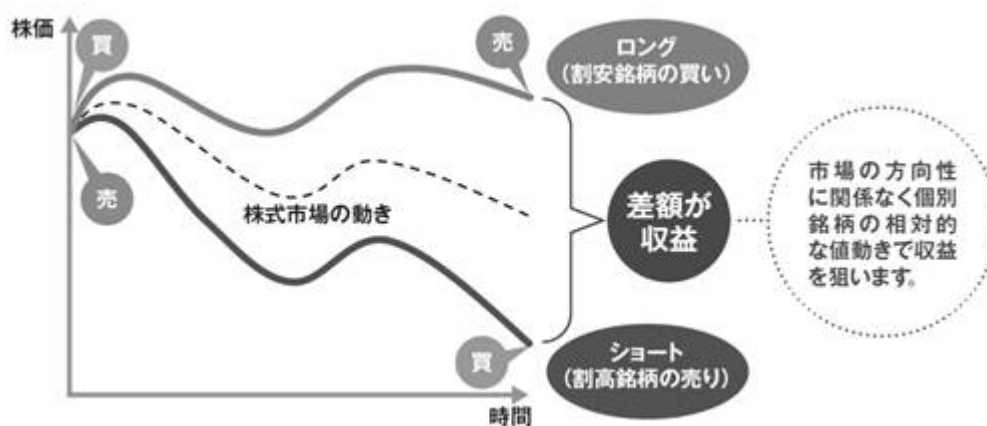 株価
買
売
ロング
(割安銘柄の買い)
売
株式市場の動き
差額が
収益
市場の方向性
に関係なく個別
銘柄の相対的
な値動きで収益
を狙います。
買
ショート
(割高銘柄の売り)
時間